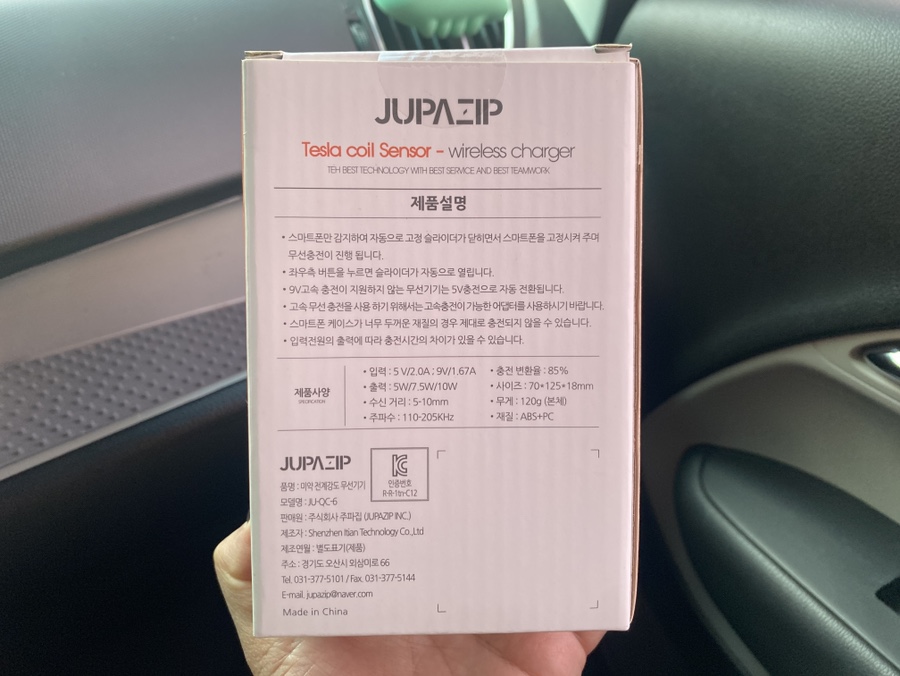 JUPAZIP
Tesla coil Sensor - wireless charger
TEH BEST TECHNOLOGY WITH BEST SERVICE AND BEST TEAMWORK
제품설명
• 스마트폰만 감지하여 자동으로 고정 슬라이더가 닫히면서 스마트폰을 고정시켜 주며
무선충전이 진행 됩니다.
• 좌우측 버튼을 누르면 슬라이더가 자동으로 열립니다.
• 9V고속 충전이 지원하지 않는 무선기기는 5V충전으로 자동 전환됩니다.
• 고속 무선 충전을 사용 하기 위해서는 고속충전이 가능한 어댑터를 사용하시기 바랍니다.
• 스마트폰 케이스가 너무 두꺼운 재질의 경우 제대로 충전되지 않을 수 있습니다.
• 입력전원의 출력에 따라 충전시간의 차이가 있을 수 있습니다.
제품사양
SPECIFICATION
• 입력 : 5 V/2.0A ; 9V/1.67A
• 출력 : 5W/7.5W/10W
• 수신 거리 : 5-10mm
• 주파수 : 110-205KHz
• 충전 변환율 : 85%
• 사이즈 : 70*125*18mm
• 무게 : 120g (본체)
• 재질 : ABS+PC
JUPAZIP
인증번호
R-R-1tn-C12
품명 : 미약 전계강도 무선기기
모델명 : JU-QC-6
판매원 : 주식회사 주파집 (JUPAZIP INC.)
제조자 : Shenzhen Itian Technology Co.,Ltd
제조연월 : 별도표기(제품)
주소 : 경기도 오산시 외삼미로 66
Tel. 031-377-5101 / Fax. 031-377-5144
E-mail. jupazip@naver.com
Made in China